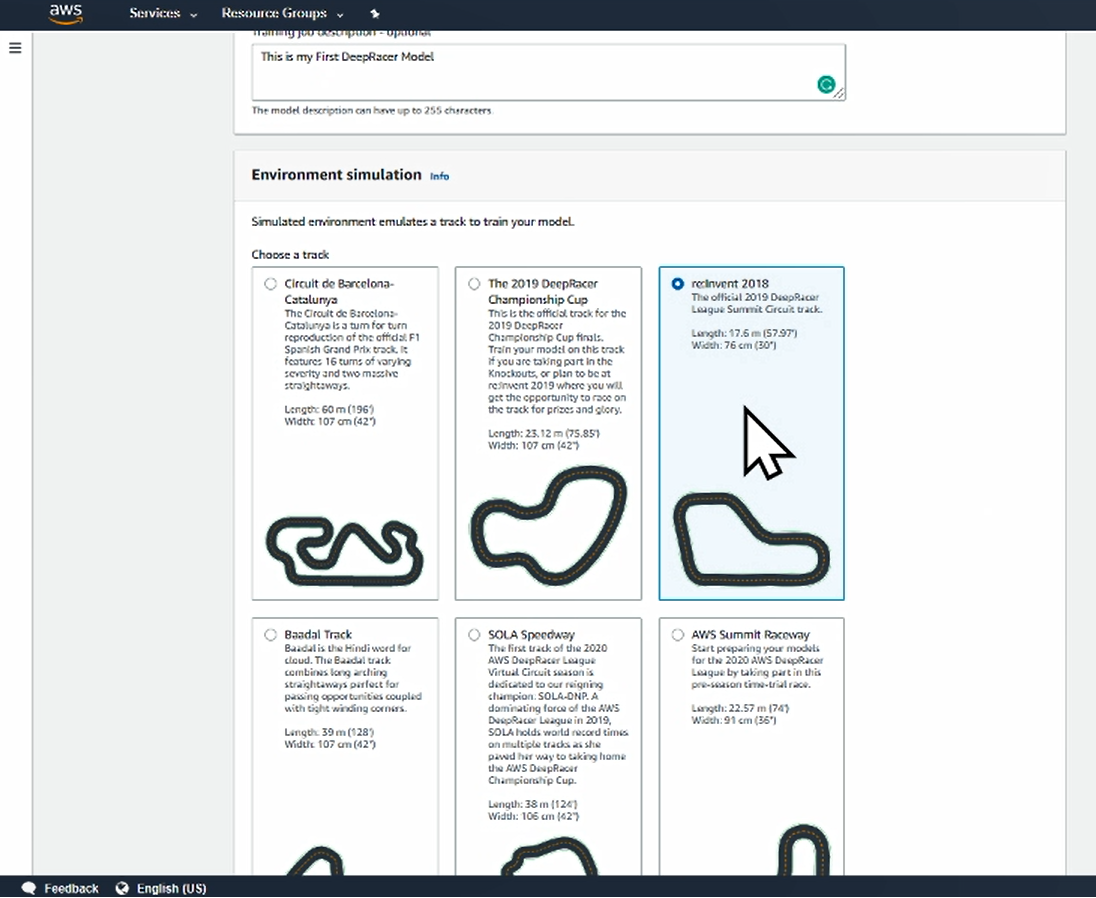 aws Services Resource Groups
Training job description - optional
This is my First DeepRacer Model
The model description can have up to 255 characters.
Environment simulation Info
Simulated environment emulates a track to train your model.
Choose a track
Circuit de Barcelona-
Catalunya
The Circuit de Barcelona-
Catalunya is a turn for turn
reproduction of the official F1
Spanish Grand Prix track. It
features 16 turns of varying
severity and two massive
straightaways.
Length: 60 m (196')
Width: 107 cm (42")
The 2019 DeepRacer
Championship Cup
This is the official track for the
2019 DeepRacer
Championship Cup finals.
Train your model on this track
if you are taking part in the
Knockouts, or plan to be at
re:Invent 2019 where you will
get the opportunity to race on
the track for prizes and glory.
Length: 23.12 m (75.85')
Width: 107 cm (42")
re:Invent 2018
The official 2019 DeepRacer
League Summit Circuit track.
Length: 17.6 m (57.97')
Width: 76 cm (30")
Baadal Track
Baadal is the Hindi word for
cloud. The Baadal track
combines long arching
straightaways perfect for
passing opportunities coupled
with tight winding corners.
Length: 39 m (128')
Width: 107 cm (42")
SOLA Speedway
The first track of the 2020
AWS DeepRacer League
Virtual Circuit season is
dedicated to our reigning
champion: SOLA-DNP. A
dominating force of the AWS
DeepRacer League in 2019,
SOLA holds world record times
on multiple tracks as she
paved her way to taking home
the AWS DeepRacer
Championship Cup.
Length: 38 m (124')
Width: 106 cm (42")
AWS Summit Raceway
Start preparing your models
for the 2020 AWS DeepRacer
League by taking part in this
pre-season time-trial race.
Length: 22.57 m (74')
Width: 91 cm (36")
Feedback English (US)